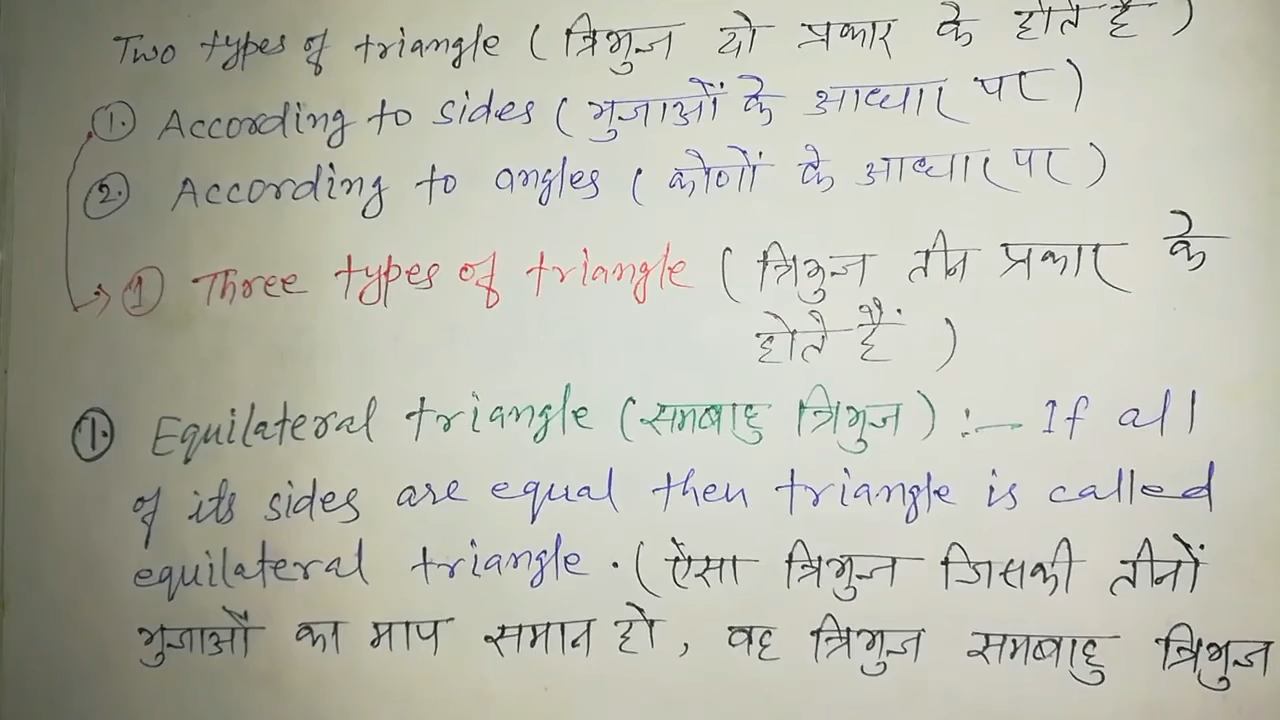 Two types of triangle ( त्रिभुज दो प्रकार के होते हैं )
1. According to sides ( भुजाओं के आधार पर )
2. According to angles ( कोणों के आधार पर )
→ 1 Three types of triangle ( त्रिभुज तीन प्रकार के
होते हैं )
1. Equilateral triangle ( समबाहु त्रिभुज ) :- If all
of its sides are equal then triangle is called
equilateral triangle . ( ऐसा त्रिभुज जिसकी तीनों
भुजाओं का माप समान हो , वह त्रिभुज समबाहु त्रिभुज